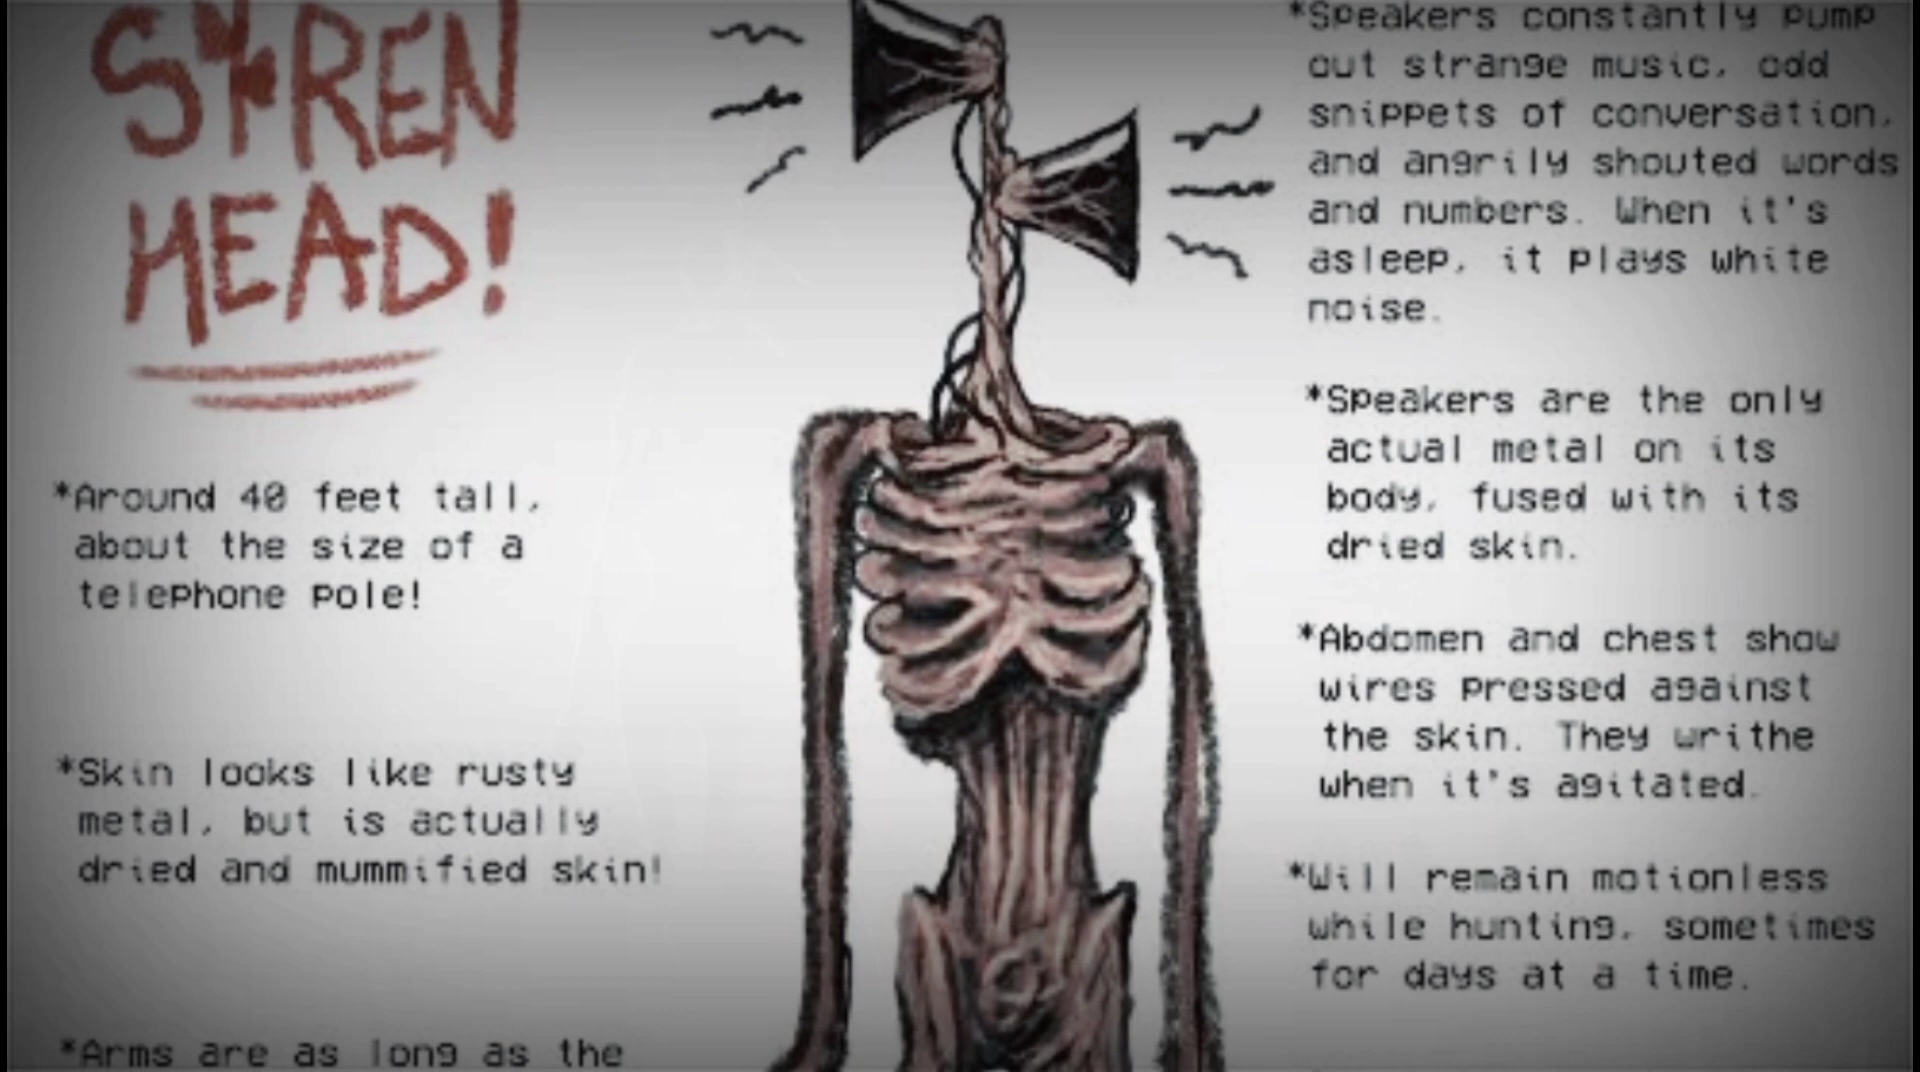 SIREN
HEAD!
*Around 40 feet tall,
about the size of a
telephone pole!
*Skin looks like rusty
metal, but is actually
dried and mummified skin!
*Arms are as long as the
*Speakers constantly pump
out strange music, odd
snippets of conversation,
and angrily shouted words
and numbers. When it's
asleep, it plays white
noise.
*Speakers are the only
actual metal on its
body, fused with its
dried skin.
*Abdomen and chest show
wires pressed against
the skin. They writhe
when it's agitated.
*Will remain motionless
while hunting, sometimes
for days at a time.